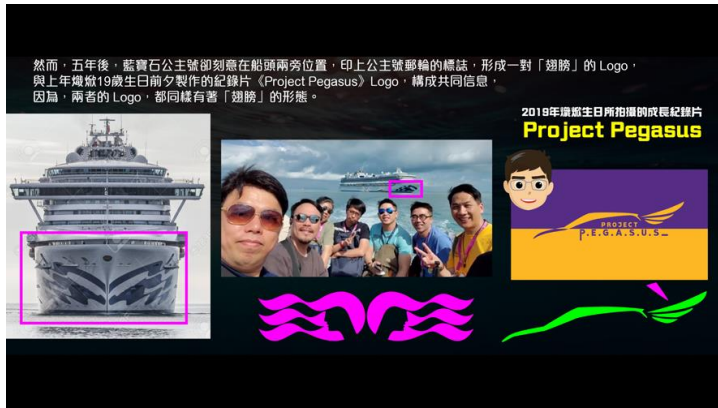 然而，五年後，藍寶石公主號卻刻意在船頭兩旁位置，印上公主號郵輪的標誌，形成一對「翅膀」的 Logo，
與上年熾焮19歲生日前夕製作的紀錄片《Project Pegasus》Logo，構成共同信息，
因為，兩者的 Logo，都同樣有著「翅膀」的形態。
2019年熾焮生日所拍攝的成長紀錄片
Project Pegasus
PROJECT
P.E.G.A.S.U.S_